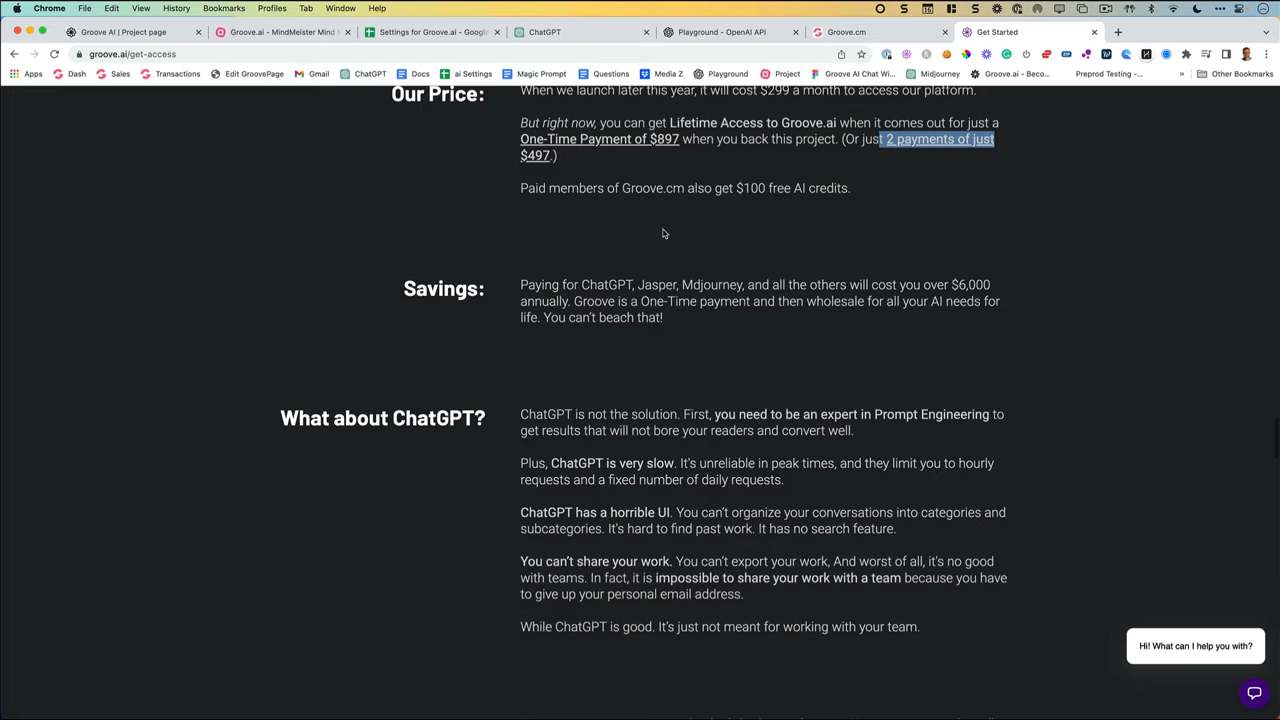 Chrome File Edit View History Bookmarks Profiles Tab Window Help
Groove AI | Project page
Groove.ai - MindMeister Mind
Settings for Groove.ai - Google
ChatGPT
Playground - OpenAI API
Groove.cm
Get Started
groove.ai/get-access
Apps Dash Sales Transactions Edit GroovePage Gmail ChatGPT Docs ai Settings Magic Prompt Questions Media Z Playground Project Groove AI Chat Wi... Midjourney Groove.ai - Beco... Preprod Testing -... » Other Bookmarks
Our Price:
When we launch later this year, it will cost $299 a month to access our platform.
But right now, you can get Lifetime Access to Groove.ai when it comes out for just a
One-Time Payment of $897 when you back this project. (Or just 2 payments of just
$497.)
Paid members of Groove.cm also get $100 free AI credits.
Savings:
Paying for ChatGPT, Jasper, Mdjourney, and all the others will cost you over $6,000
annually. Groove is a One-Time payment and then wholesale for all your AI needs for
life. You can't beach that!
What about ChatGPT?
ChatGPT is not the solution. First, you need to be an expert in Prompt Engineering to
get results that will not bore your readers and convert well.
Plus, ChatGPT is very slow. It's unreliable in peak times, and they limit you to hourly
requests and a fixed number of daily requests.
ChatGPT has a horrible UI. You can't organize your conversations into categories and
subcategories. It's hard to find past work. It has no search feature.
You can't share your work. You can't export your work, And worst of all, it's no good
with teams. In fact, it is impossible to share your work with a team because you have
to give up your personal email address.
While ChatGPT is good. It's just not meant for working with your team.
Hi! What can I help you with?